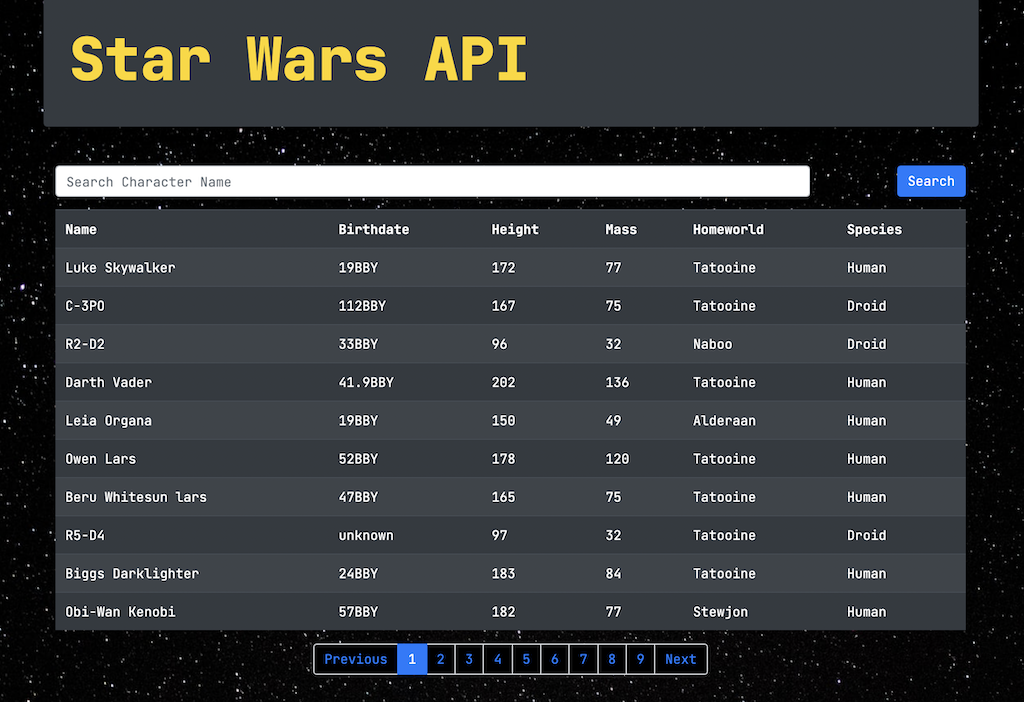 Star Wars API
Search Character Name Search
Name Birthdate Height Mass Homeworld Species
Luke Skywalker 19BBY 172 77 Tatooine Human
C-3PO 112BBY 167 75 Tatooine Droid
R2-D2 33BBY 96 32 Naboo Droid
Darth Vader 41.9BBY 202 136 Tatooine Human
Leia Organa 19BBY 150 49 Alderaan Human
Owen Lars 52BBY 178 120 Tatooine Human
Beru Whitesun lars 47BBY 165 75 Tatooine Human
R5-D4 unknown 97 32 Tatooine Droid
Biggs Darklighter 24BBY 183 84 Tatooine Human
Obi-Wan Kenobi 57BBY 182 77 Stewjon Human
Previous 1 2 3 4 5 6 7 8 9 Next